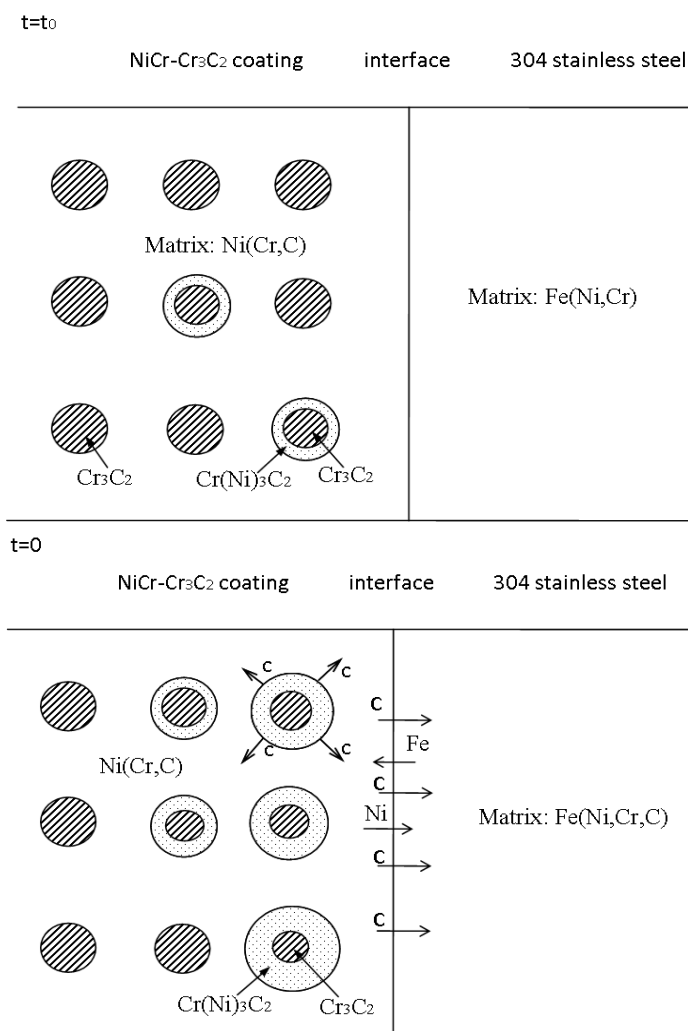 t=t₀
NiCr-Cr₃C₂ coating interface 304 stainless steel
Matrix: Ni(Cr,C)
Matrix: Fe(Ni,Cr)
Cr₃C₂ Cr(Ni)₃C₂ Cr₃C₂
t=0
NiCr-Cr₃C₂ coating interface 304 stainless steel
C C
C
Fe
Ni(Cr,C)
C C
C
Ni
Matrix: Fe(Ni,Cr,C)
C
C
Cr(Ni)₃C₂ Cr₃C₂